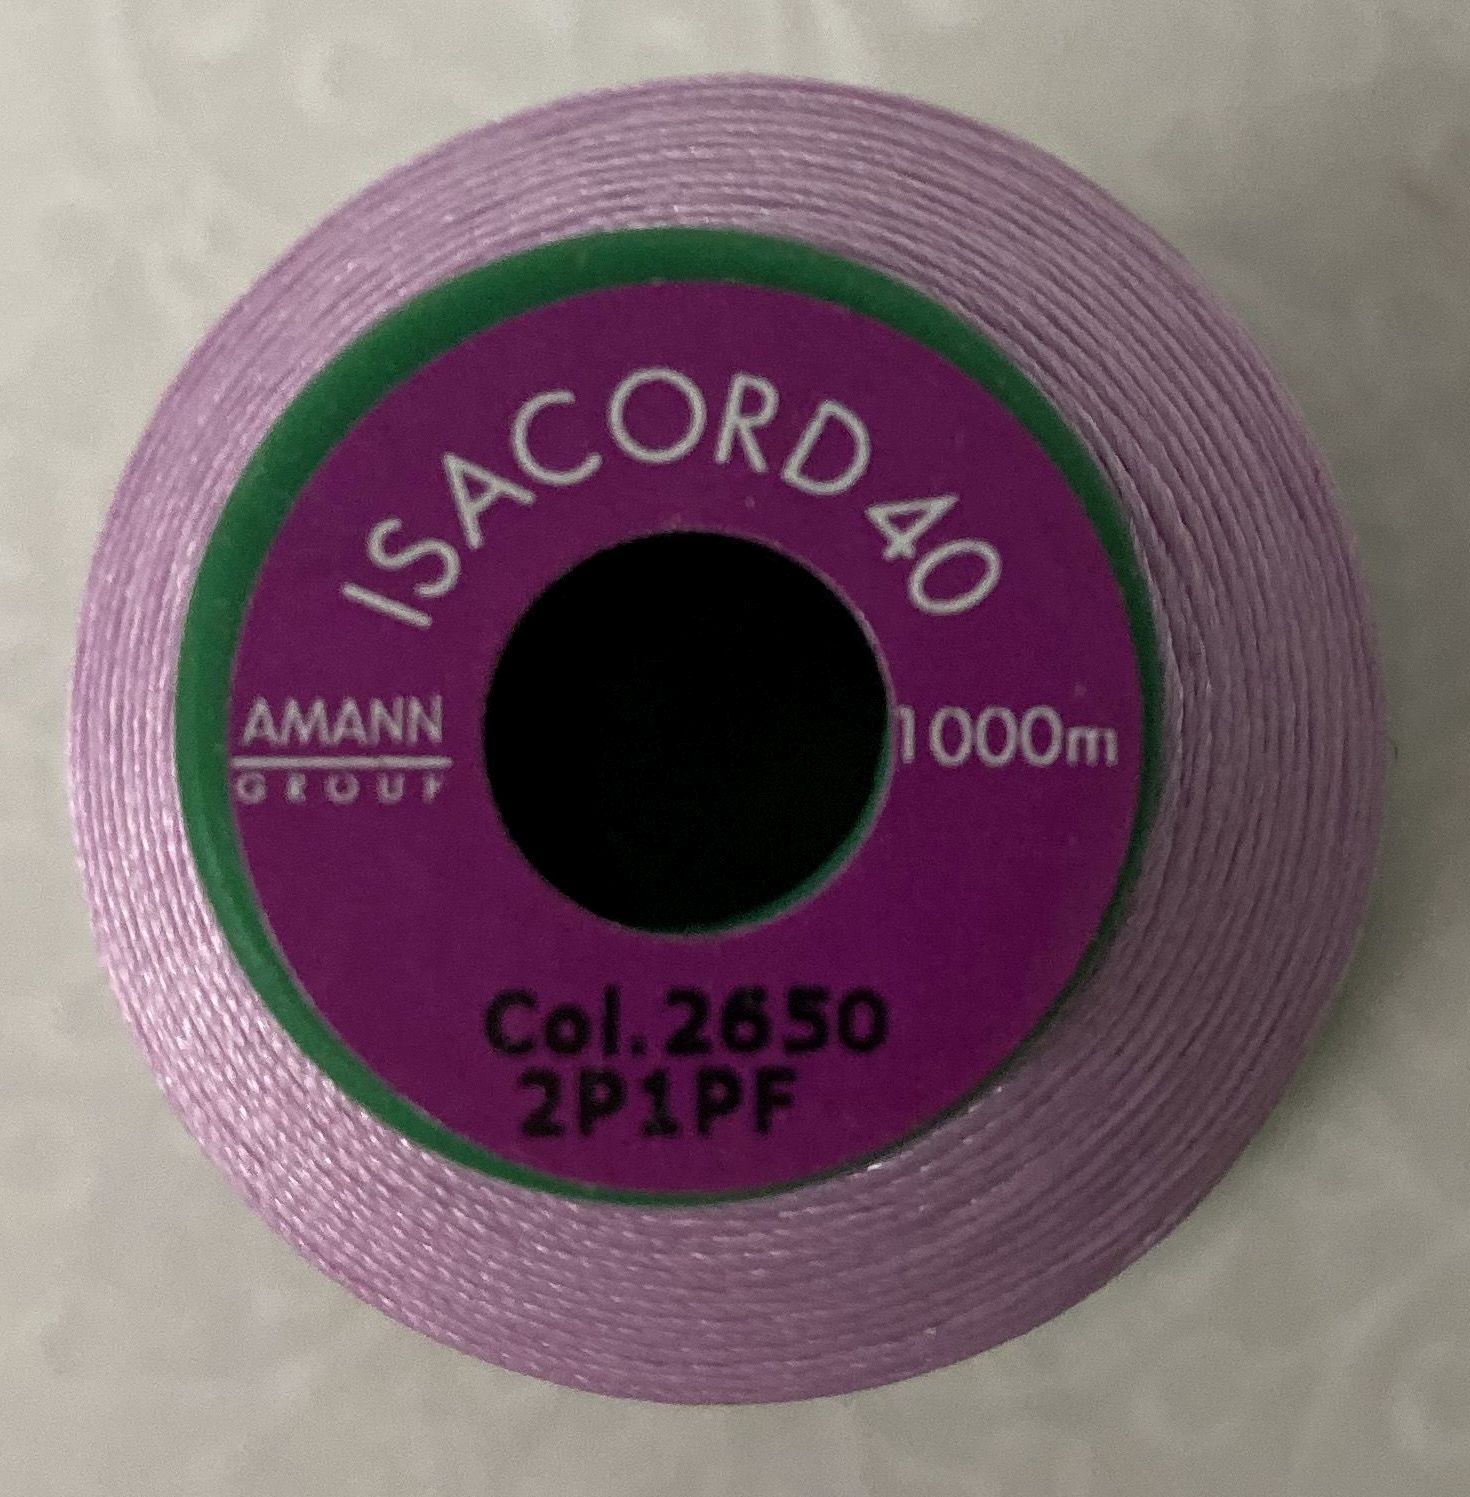 ISACORD 40
AMANN
GROUP
1000m
Col.2650
2P1PF